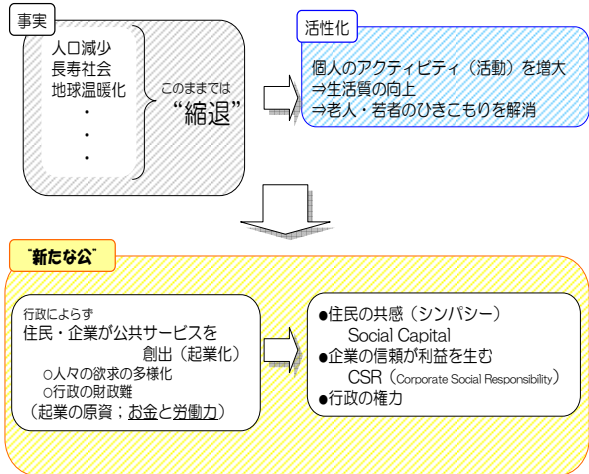 事実
人口減少
長寿社会
地球温暖化
・
・
・
このままでは
“縮退”
活性化
個人のアクティビティ（活動）を増大
⇒生活質の向上
⇒老人・若者のひきこもりを解消
“新たな公”
行政によらず
住民・企業が公共サービスを
創出（起業化）
○人々の欲求の多様化
○行政の財政難
（起業の原資；お金と労働力）
●住民の共感（シンパシー）
Social Capital
●企業の信頼が利益を生む
CSR（Corporate Social Responsibility）
●行政の権力